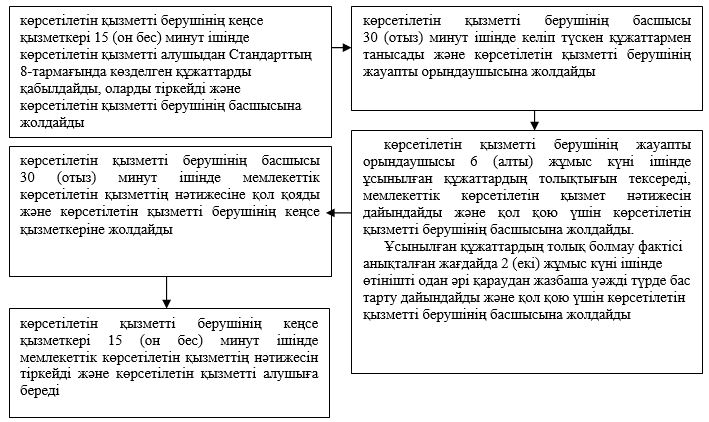 көрсетілетін қызметті берушінің кеңсе
қызметкері 15 (он бес) минут ішінде
көрсетілетін қызметті алушыдан Стандарттың
8-тармағында көзделген құжаттарды
қабылдайды, оларды тіркейді және
көрсетілетін қызметті берушінің басшысына
жолдайды
көрсетілетін қызметті берушінің басшысы
30 (отыз) минут ішінде келіп түскен құжаттармен
танысады және көрсетілетін қызметті берушінің
жауапты орындаушысына жолдайды
көрсетілетін қызметті берушінің жауапты
орындаушысы 6 (алты) жұмыс күні ішінде
ұсынылған құжаттардың толықтығын тексереді,
мемлекеттік көрсетілетін қызмет нәтижесін
дайындайды және қол қою үшін көрсетілетін
қызметті берушінің басшысына жолдайды.
Ұсынылған құжаттардың толық болмау фактісі
анықталған жағдайда 2 (екі) жұмыс күні ішінде
өтінішті одан әрі қараудан жазбаша уәжді түрде бас
тарту дайындайды және қол қою үшін көрсетілетін
қызметті берушінің басшысына жолдайды
көрсетілетін қызметті берушінің басшысы
30 (отыз) минут ішінде мемлекеттік
көрсетілетін қызметтің нәтижесіне қол қояды
және көрсетілетін қызметті берушінің кеңсе
қызметкеріне жолдайды
көрсетілетін қызметті берушінің кеңсе
қызметкері 15 (он бес) минут ішінде
мемлекеттік көрсетілетін қызметтің нәтижесін
тіркейді және көрсетілетін қызметті алушыға
береді